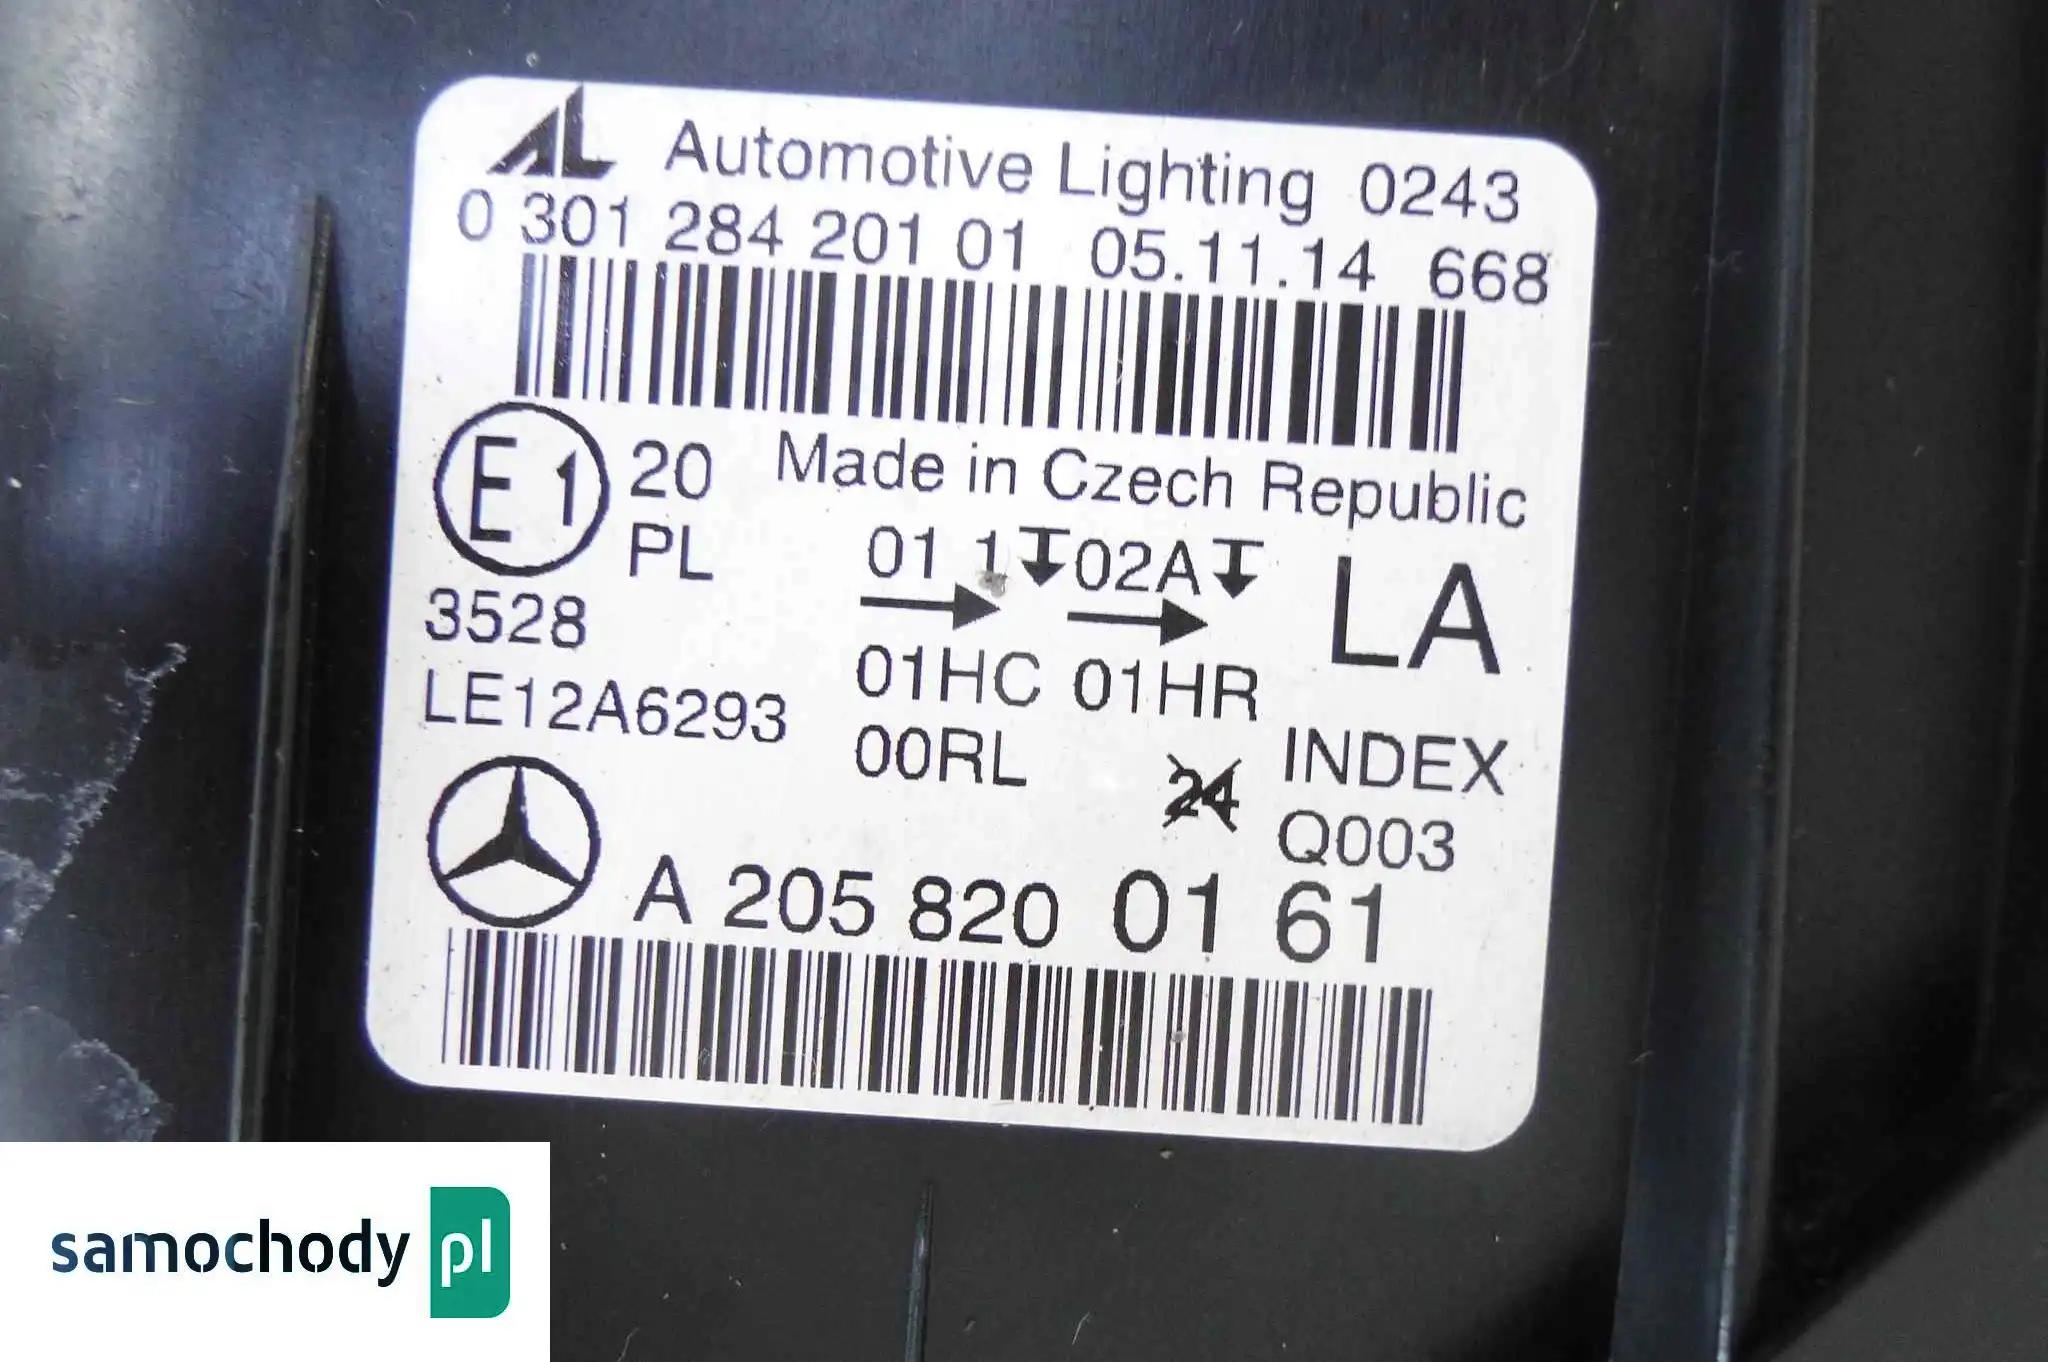 AL Automotive Lighting 0243
0 301 284 201 01 05.11.14 668
E1 20 Made in Czech Republic
PL 01 1 02A LA
3528
01HC 01HR
LE12A6293
00RL 24 INDEX
Q003
A 205 820 01 61
samochody pl